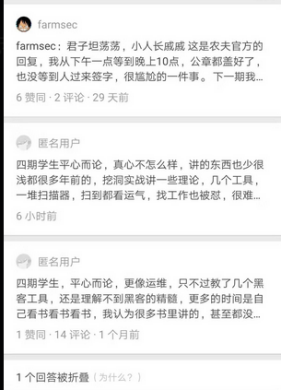 farmsec
farmsec：君子坦荡荡，小人长戚戚 这是农夫官方的
回复，我从下午一点等到晚上10点，公章都盖好了，
也没等到人过来签字，很尴尬的一件事。 下一期我...
6 赞同 · 2 评论 · 29 天前
匿名用户
四期学生平心而论，真心不怎么样，讲的东西也少很
浅都很多年前的，挖洞实战讲一些理论，几个工具，
一堆扫描器，扫到都看运气，找工作也被怼，很难...
6 小时前
匿名用户
四期学生，平心而论，更像运维，只不过教了几个黑
客工具，还是理解不到黑客的精髓，更多的时间是自
己看书看书看书，我认为很多书里讲的，甚至都没...
1 赞同 · 14 评论 · 1 个月前
1 个回答被折叠（为什么？）